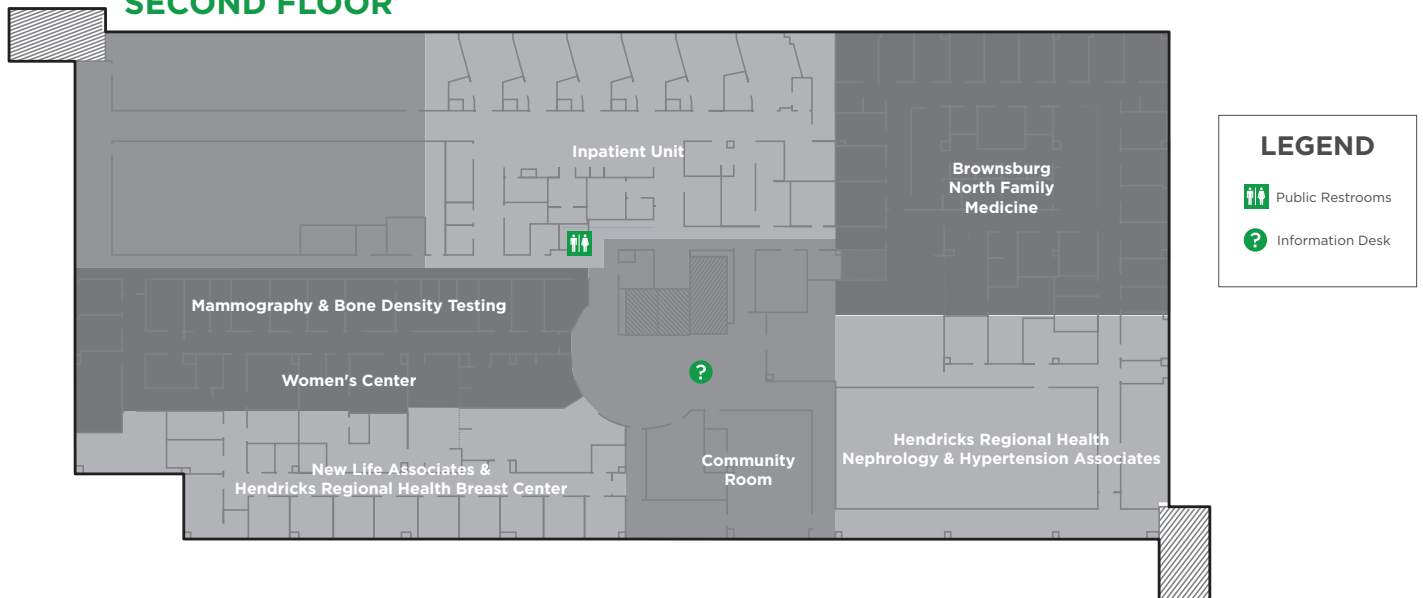 SECOND FLOOR
Inpatient Unit
Brownsburg
North Family
Medicine
LEGEND
Public Restrooms
? Information Desk
Mammography & Bone Density Testing
Women's Center
?
New Life Associates &
Hendricks Regional Health Breast Center
Community
Room
Hendricks Regional Health
Nephrology & Hypertension Associates